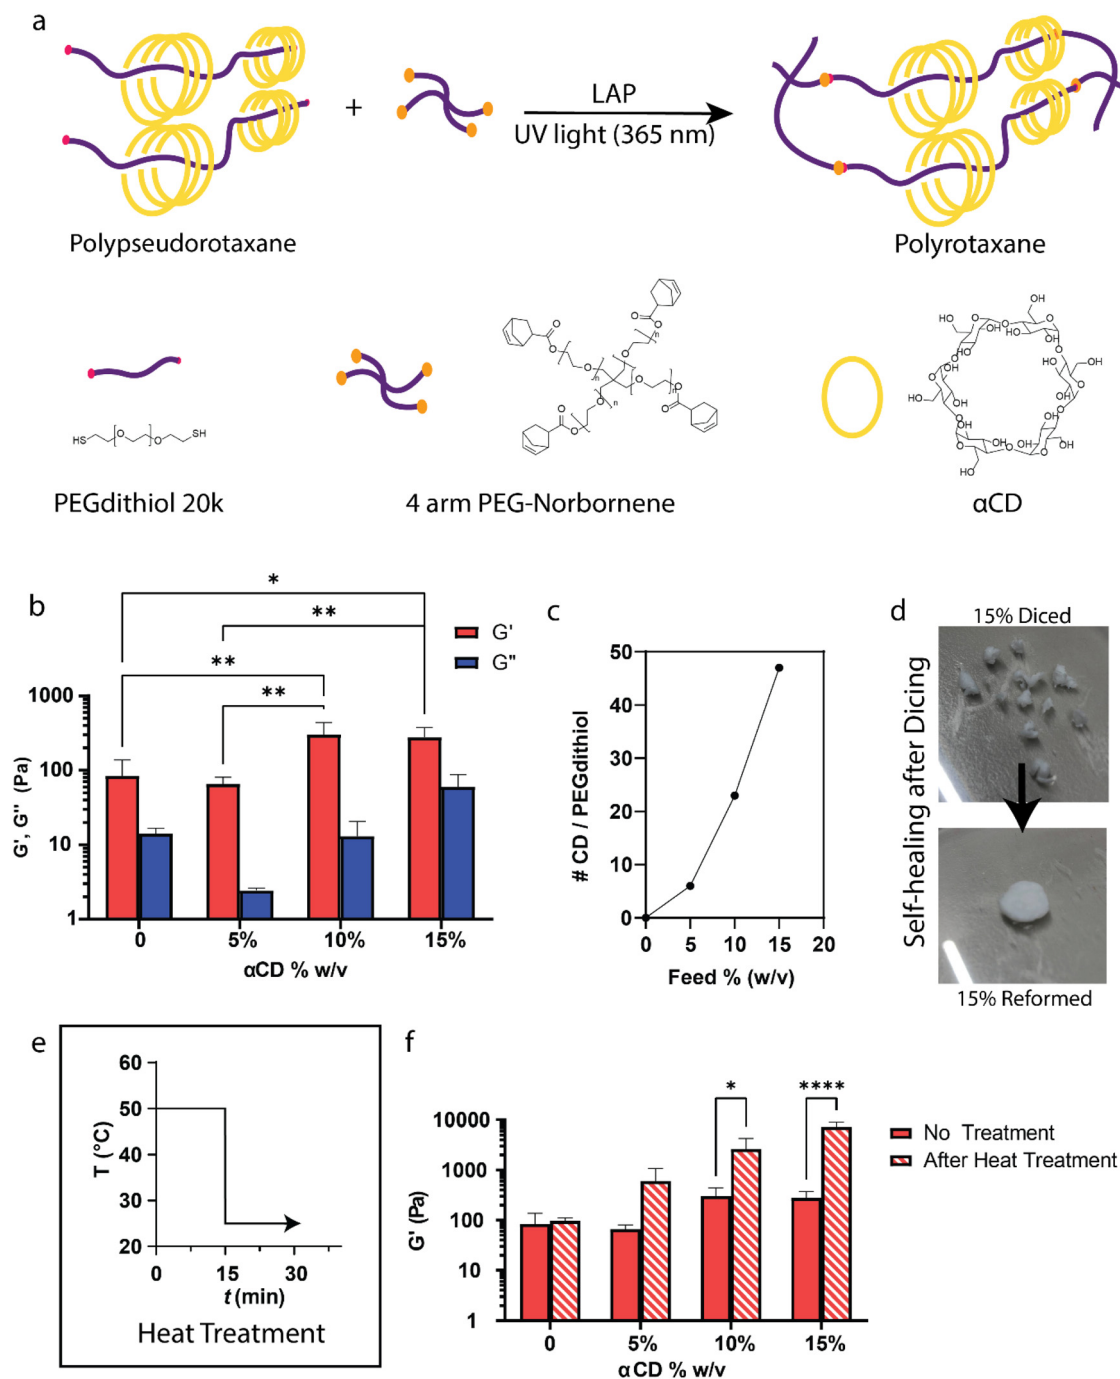 a
+
LAP
UV light (365 nm)
Polypseudorotaxane
Polyrotaxane
HS
O
O
SH
PEGdithiol 20k
4 arm PEG-Norbornene
αCD
b
*
**
**
**
G'
G"
G', G" (Pa)
1000
100
10
1
0 5% 10% 15%
αCD % w/v
c
# CD / PEGdithiol
50
40
30
20
10
0
0 5 10 15 20
Feed % (w/v)
d
Self-healing after Dicing
15% Diced
15% Reformed
e
T (°C)
60
50
40
30
20
0 15 30
t (min)
Heat Treatment
f
*
****
No Treatment
After Heat Treatment
G' (Pa)
10000
1000
100
10
1
0 5% 10% 15%
αCD % w/v